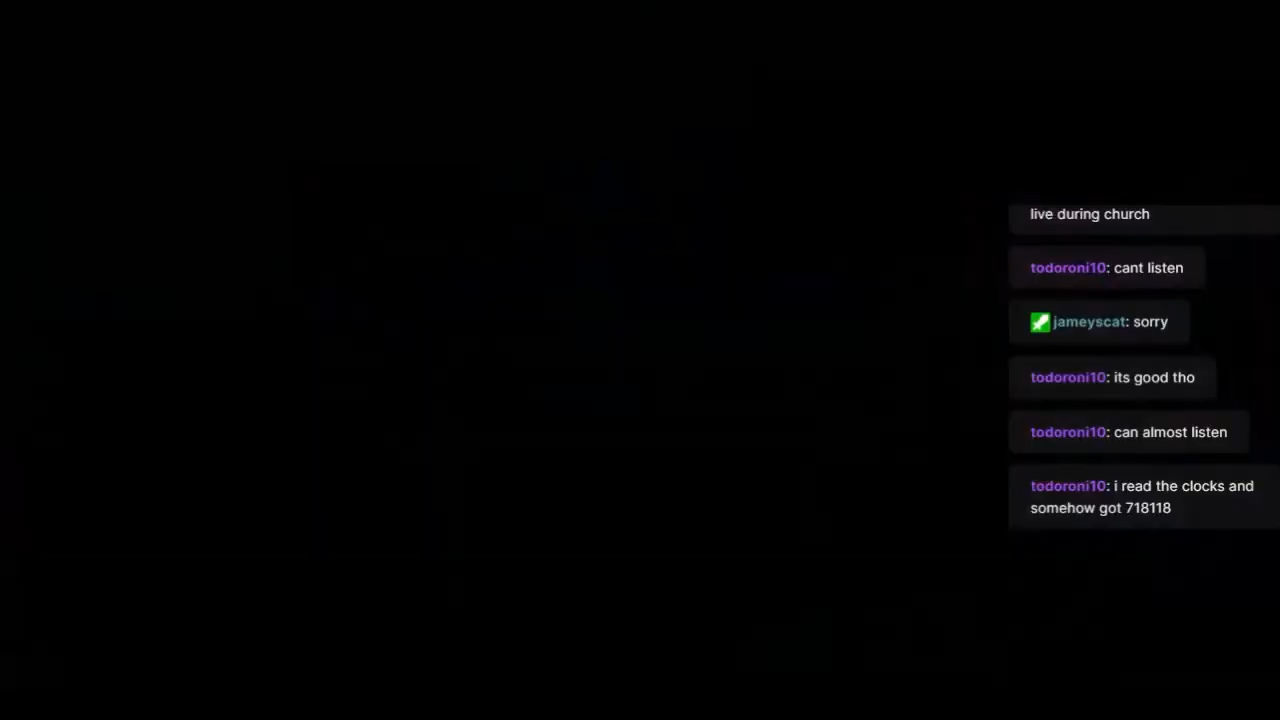 live during church
todoroni10: cant listen
jameyscat: sorry
todoroni10: its good tho
todoroni10: can almost listen
todoroni10: i read the clocks and
somehow got 718118